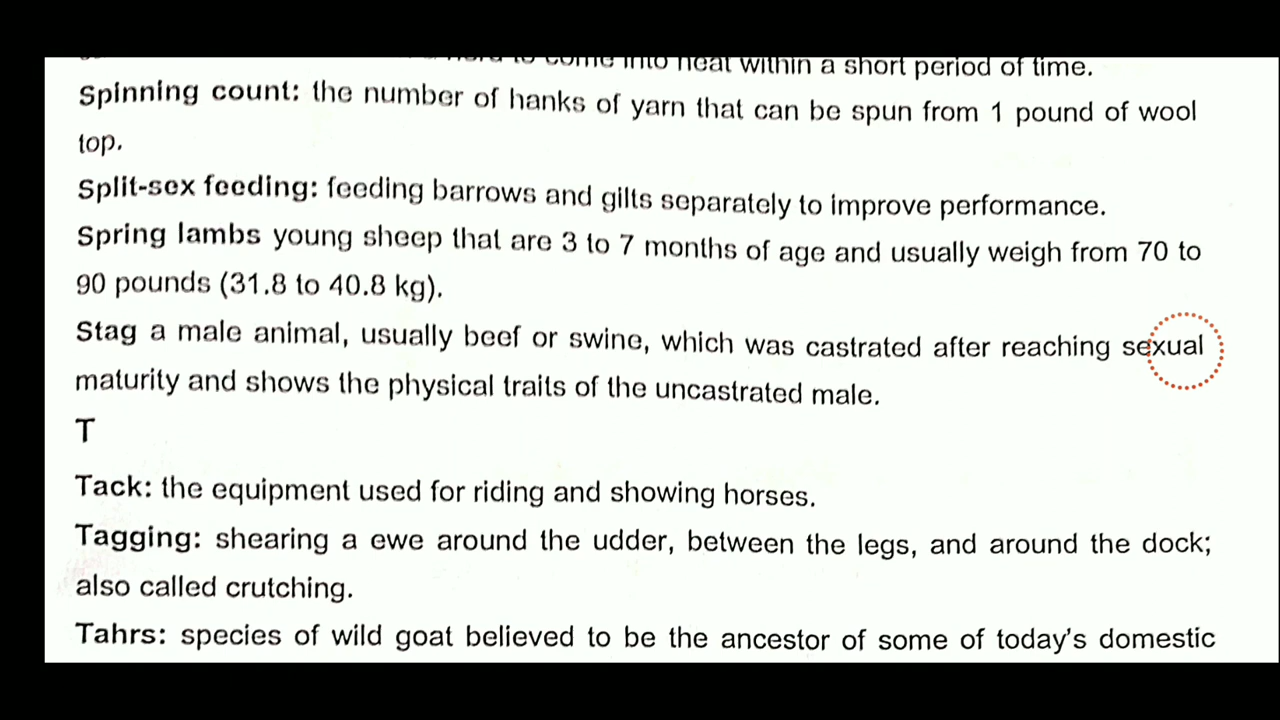 to come into heat within a short period of time.
Spinning count: the number of hanks of yarn that can be spun from 1 pound of wool
top.
Split-sex feeding: feeding barrows and gilts separately to improve performance.
Spring lambs young sheep that are 3 to 7 months of age and usually weigh from 70 to
90 pounds (31.8 to 40.8 kg).
Stag a male animal, usually beef or swine, which was castrated after reaching sexual
maturity and shows the physical traits of the uncastrated male.
T
Tack: the equipment used for riding and showing horses.
Tagging: shearing a ewe around the udder, between the legs, and around the dock;
also called crutching.
Tahrs: species of wild goat believed to be the ancestor of some of today's domestic